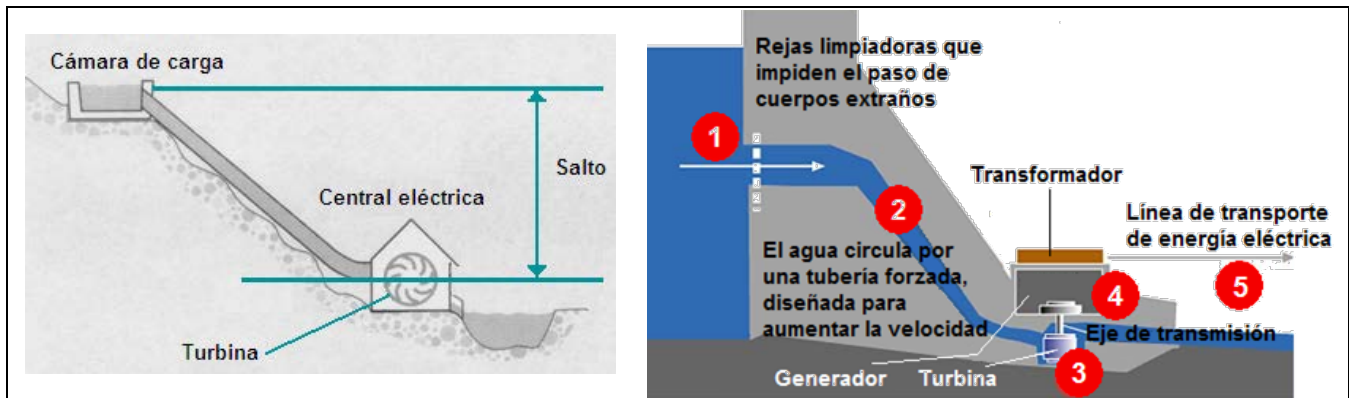 Cámara de carga
Salto
Central eléctrica
Turbina
Rejas limpiadoras que
impiden el paso de
cuerpos extraños
1
2
Transformador
Línea de transporte
de energía eléctrica
El agua circula por
una tubería forzada,
diseñada para
aumentar la velocidad
4
5
Eje de transmisión
Generador
Turbina
3